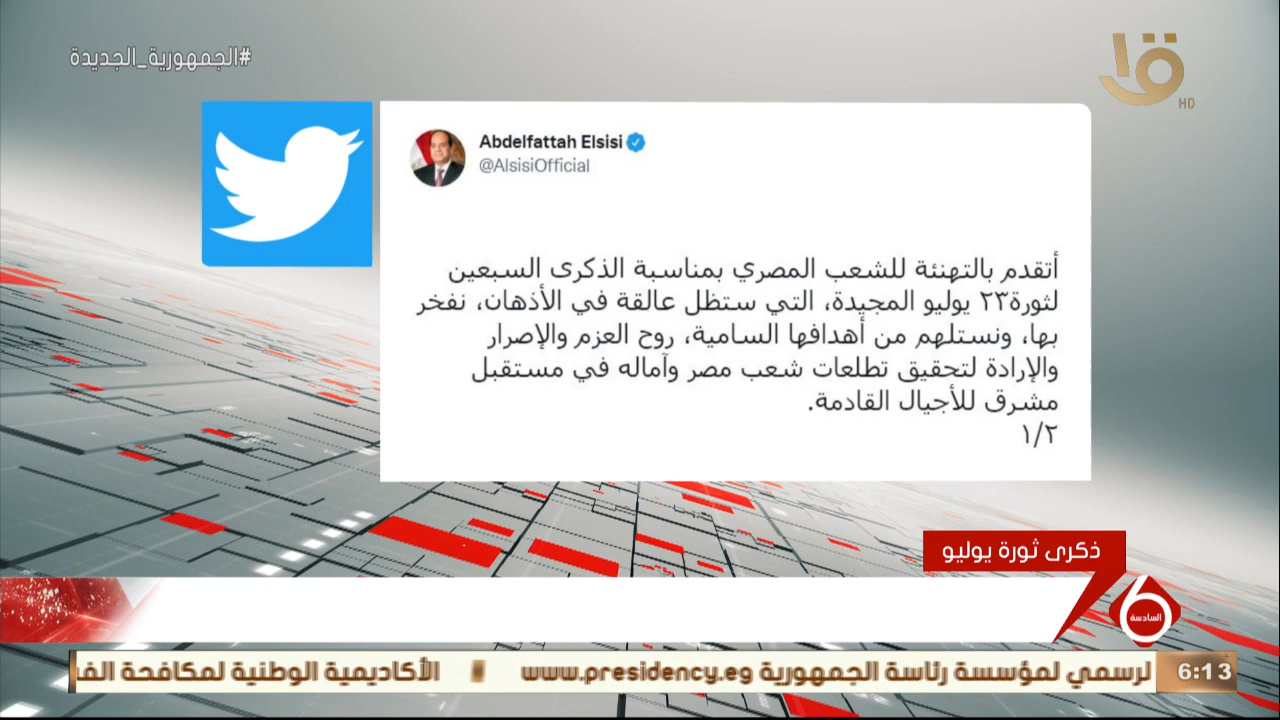 #الجمهورية_الجديدة
HD
Abdelfattah Elsisi
@AlsisiOfficial
أتقدم بالتهنئة للشعب المصري بمناسبة الذكرى السبعين
لثورة٢٣ يوليو المجيدة، التي ستظل عالقة في الأذهان، نفخر
بها، ونستلهم من أهدافها السامية، روح العزم والإصرار
والإرادة لتحقيق تطلعات شعب مصر وآماله في مستقبل
مشرق للأجيال القادمة.
١/٢
ذكرى ثورة يوليو
6
السادسة
6:13
لرسمي لمؤسسة رئاسة الجمهورية www.presidency.eg الأكاديمية الوطنية لمكافحة